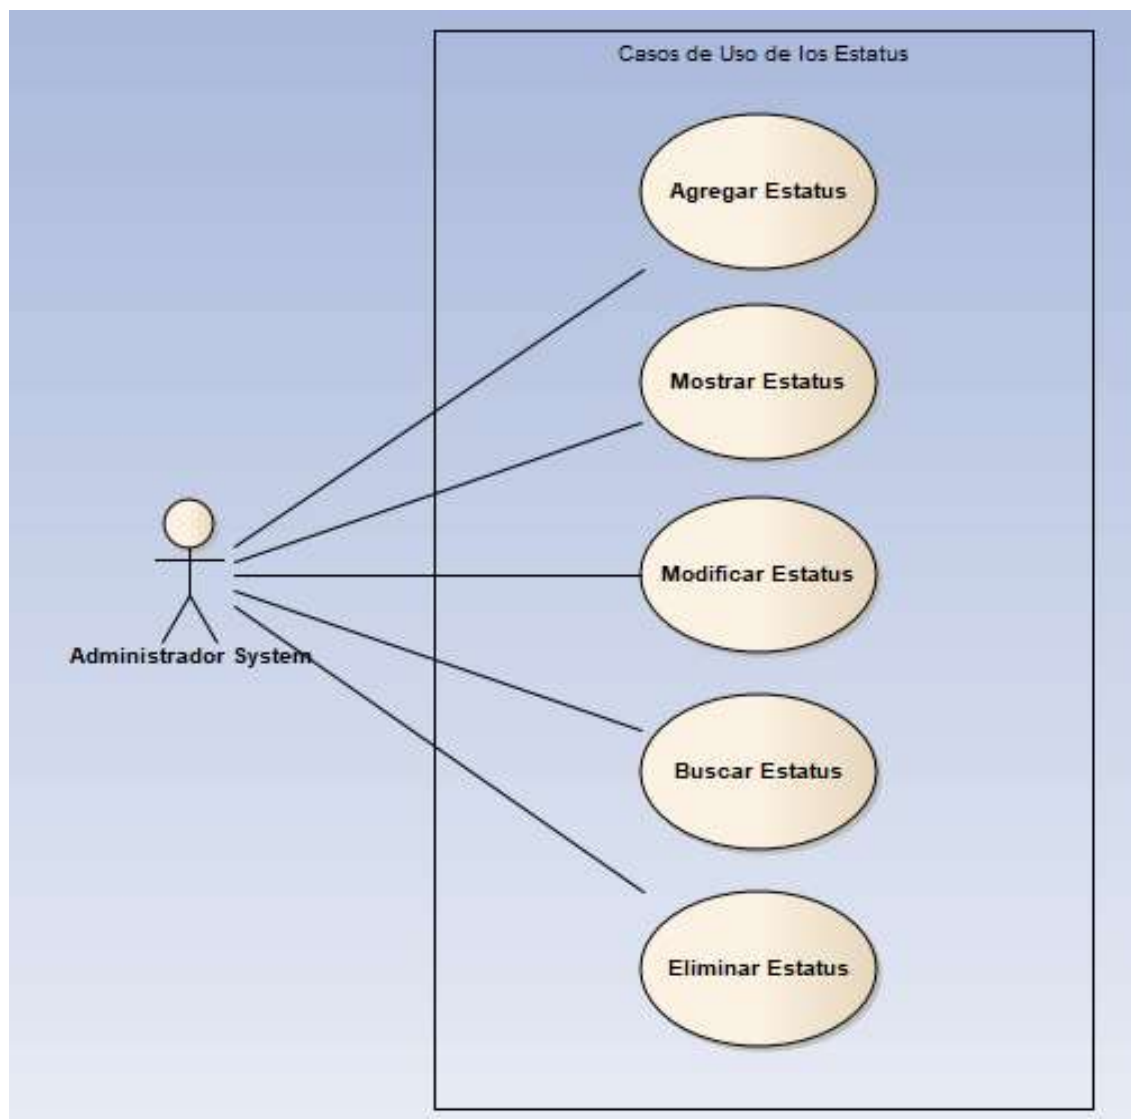 Casos de Uso de los Estatus
Agregar Estatus
Mostrar Estatus
Modificar Estatus
Administrador System
Buscar Estatus
Eliminar Estatus